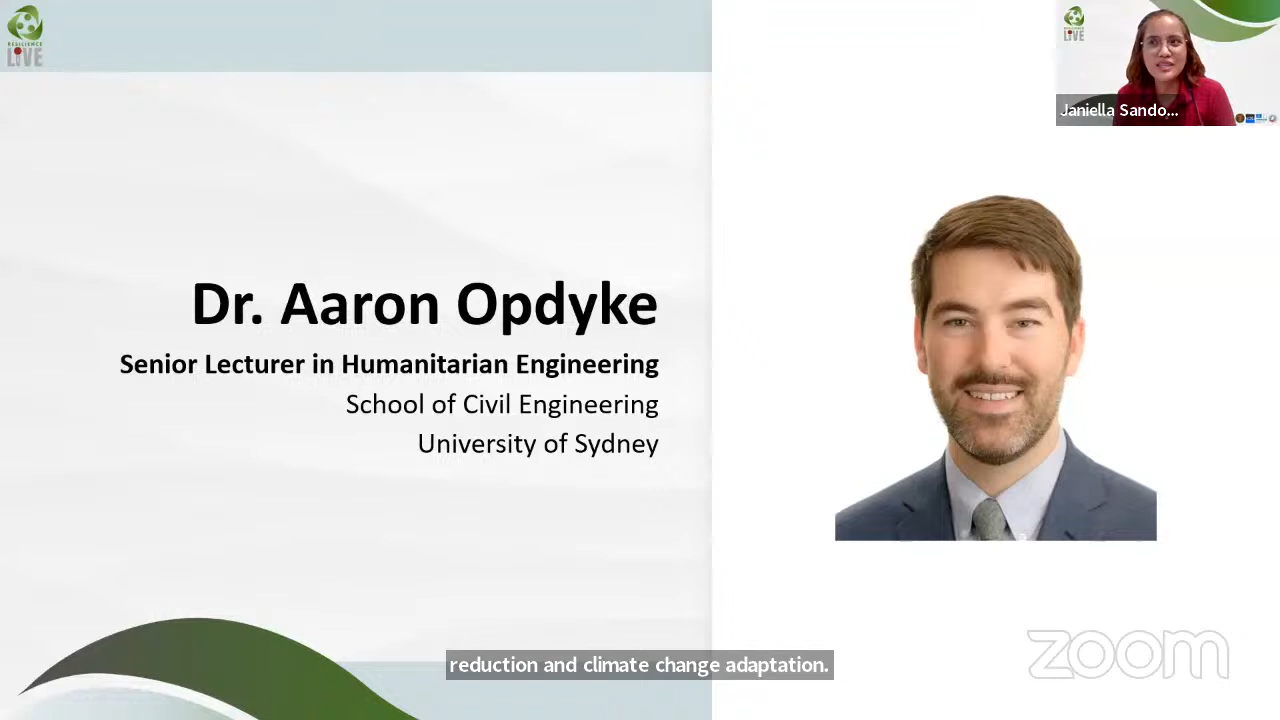 RESILIENCE
LIVE
Janiella Sando...
Dr. Aaron Opdyke
Senior Lecturer in Humanitarian Engineering
School of Civil Engineering
University of Sydney
reduction and climate change adaptation.
zoom